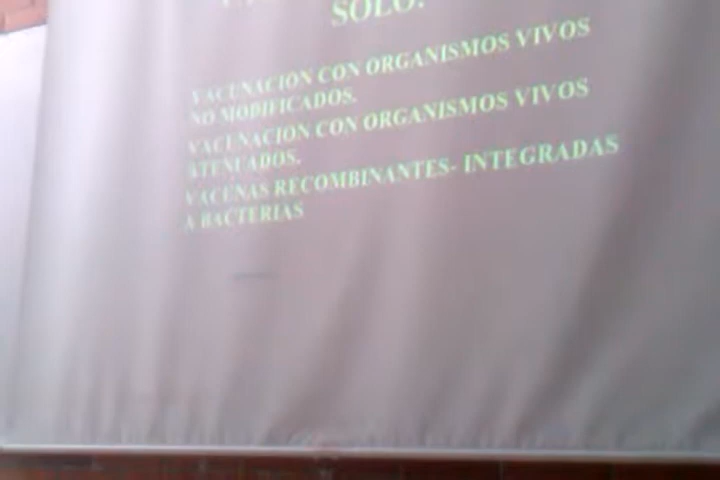 SOLO:
VACUNACION CON ORGANISMOS VIVOS
NO MODIFICADOS.
VACUNACION CON ORGANISMOS VIVOS
ATENUADOS.
VACUNAS RECOMBINANTES- INTEGRADAS
A BACTERIAS